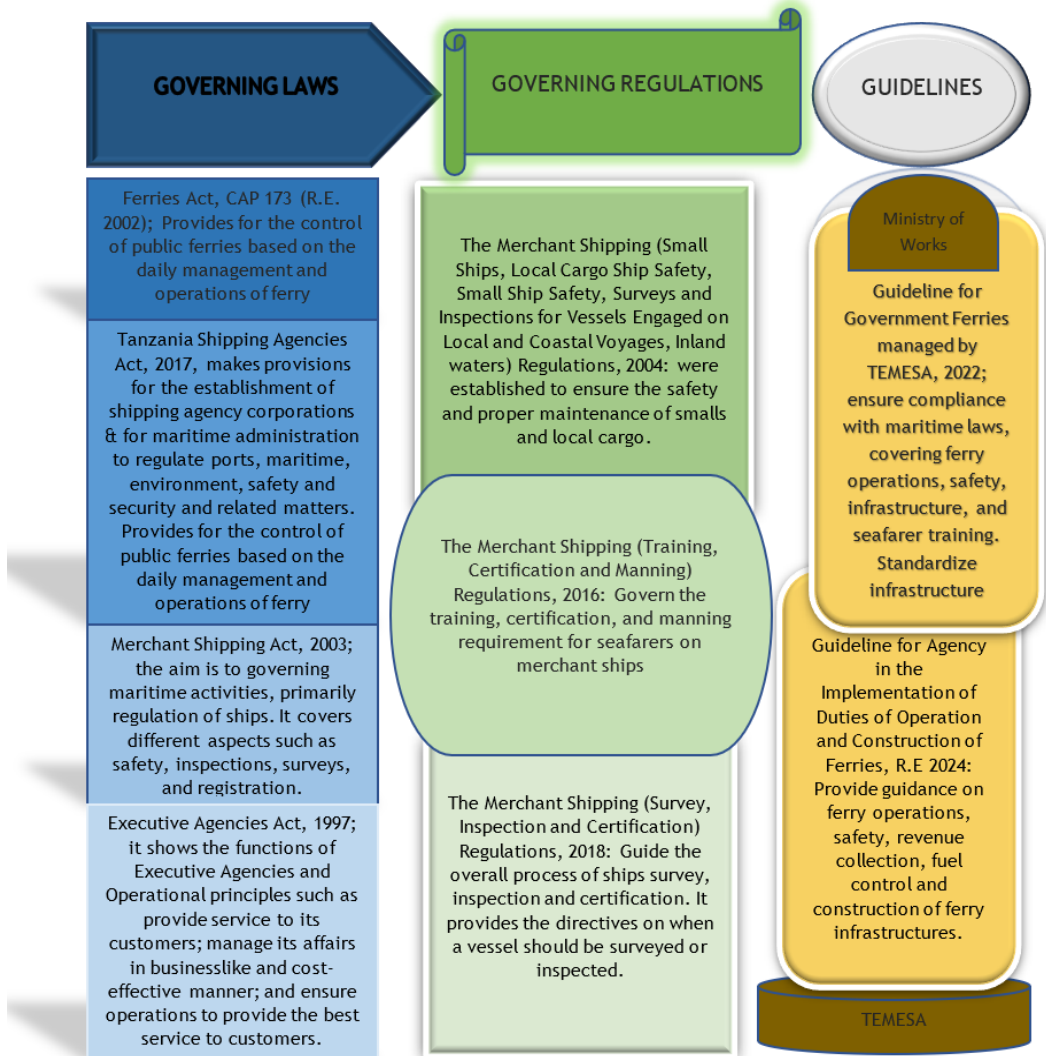 GOVERNING LAWS
Ferries Act, CAP 173 (R.E.
2002); Provides for the control
of public ferries based on the
daily management and
operations of ferry
Tanzania Shipping Agencies
Act, 2017, makes provisions
for the establishment of
shipping agency corporations
& for maritime administration
to regulate ports, maritime,
environment, safety and
security and related matters.
Provides for the control of
public ferries based on the
daily management and
operations of ferry
Merchant Shipping Act, 2003;
the aim is to governing
maritime activities, primarily
regulation of ships. It covers
different aspects such as
safety, inspections, surveys,
and registration.
Executive Agencies Act, 1997;
it shows the functions of
Executive Agencies and
Operational principles such as
provide service to its
customers; manage its affairs
in businesslike and cost-
effective manner; and ensure
operations to provide the best
service to customers.
GOVERNING REGULATIONS
The Merchant Shipping (Small
Ships, Local Cargo Ship Safety,
Small Ship Safety, Surveys and
Inspections for Vessels Engaged on
Local and Coastal Voyages, Inland
waters) Regulations, 2004: were
established to ensure the safety
and proper maintenance of smalls
and local cargo.
The Merchant Shipping (Training,
Certification and Manning)
Regulations, 2016: Govern the
training, certification, and manning
requirement for seafarers on
merchant ships
The Merchant Shipping (Survey,
Inspection and Certification)
Regulations, 2018: Guide the
overall process of ships survey,
inspection and certification. It
provides the directives on when
a vessel should be surveyed or
inspected.
GUIDELINES
Ministry of
Works
Guideline for
Government Ferries
managed by
TEMESA, 2022;
ensure compliance
with maritime laws,
covering ferry
operations, safety,
infrastructure, and
seafarer training.
Standardize
infrastructure
Guideline for Agency
in the
Implementation of
Duties of Operation
and Construction of
Ferries, R.E 2024:
Provide guidance on
ferry operations,
safety, revenue
collection, fuel
control and
construction of ferry
infrastructures.
TEMESA